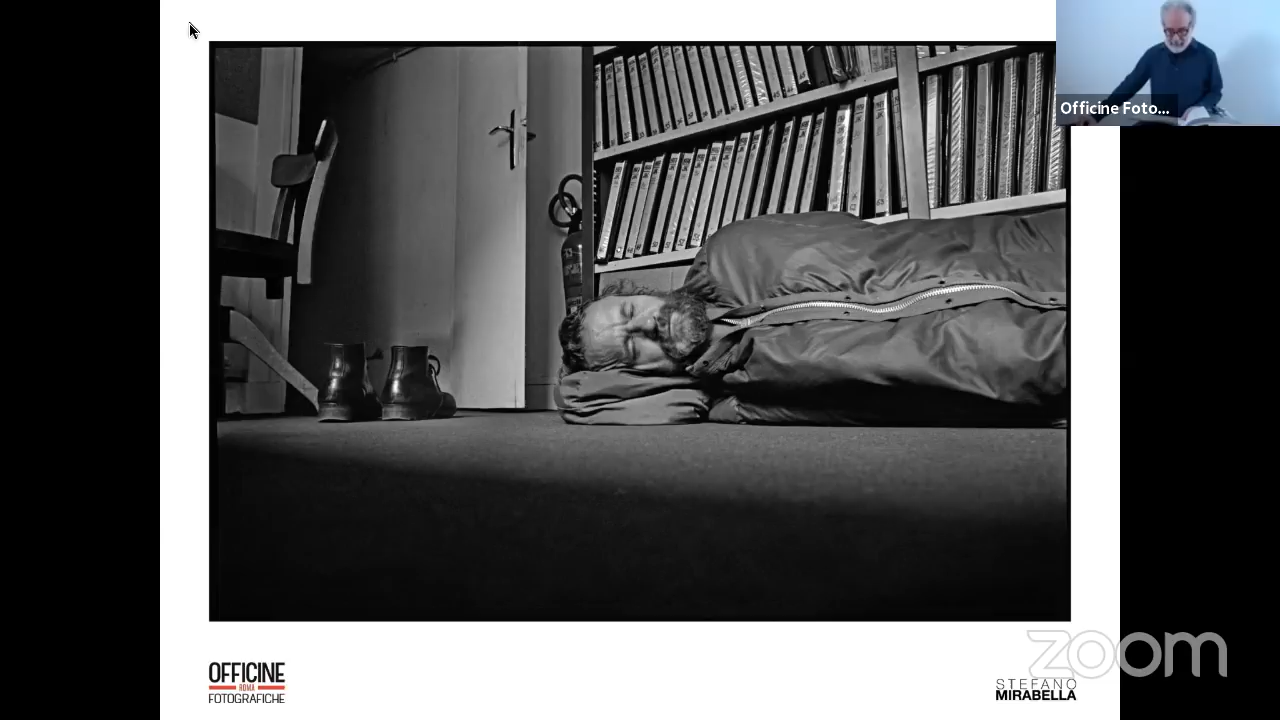 Officine Foto...
OFFICINE
ROMA
FOTOGRAFICHE
zoom
STEFANO
MIRABELLA